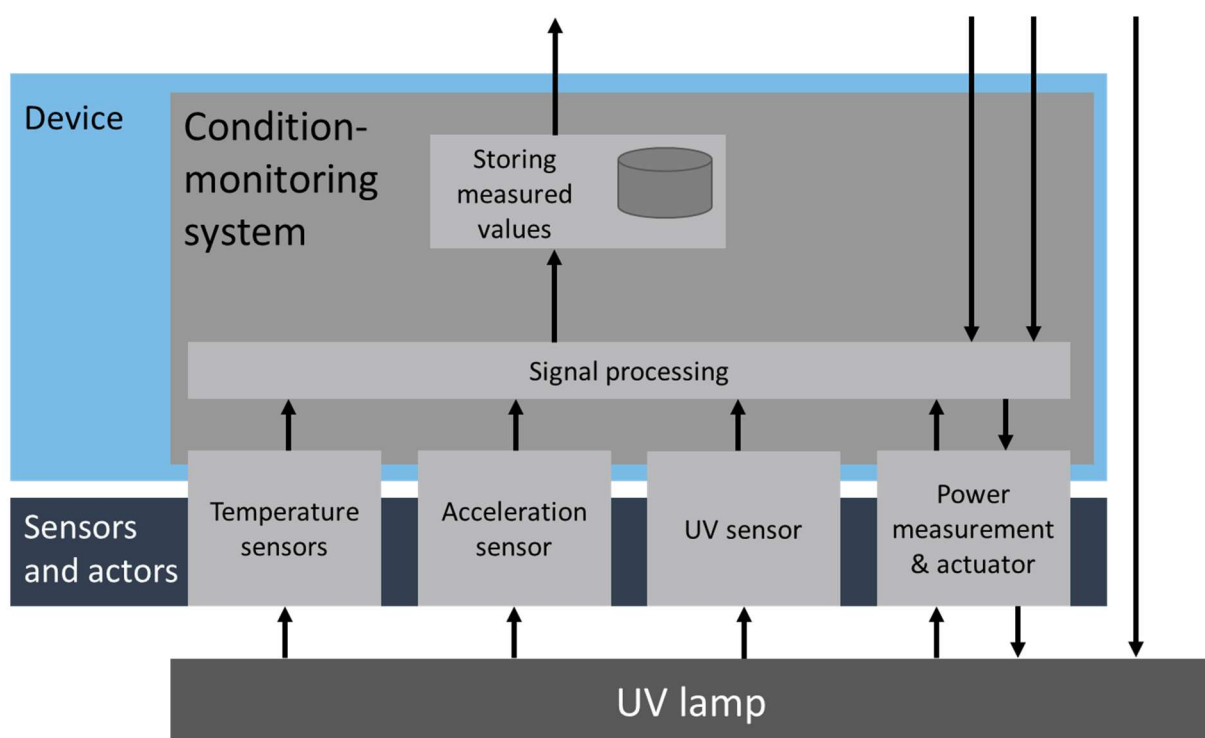 Device
Condition-
monitoring
system
Storing
measured
values
Signal processing
Sensors
and actors
Temperature
sensors
Acceleration
sensor
UV sensor
Power
measurement
& actuator
UV lamp